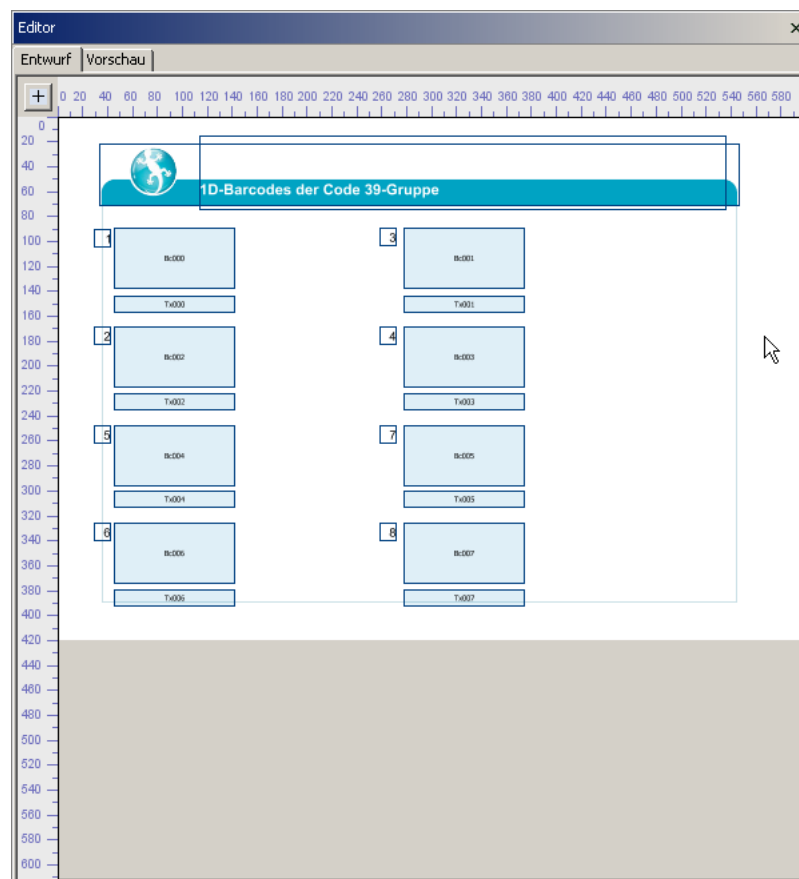 Editor
Entwurf Vorschau
0 20 40 60 80 100 120 140 160 180 200 220 240 260 280 300 320 340 360 380 400 420 440 460 480 500 520 540 560 580
0
20
40
60
80
100
120
140
160
180
200
220
240
260
280
300
320
340
360
380
400
420
440
460
480
500
520
540
560
580
600
1D-Barcodes der Code 39-Gruppe
1 Bc000 3 Bc001
Tx000 Tx001
2 Bc002 4 Bc003
Tx002 Tx003
5 Bc004 7 Bc005
Tx004 Tx005
6 Bc006 8 Bc007
Tx006 Tx007